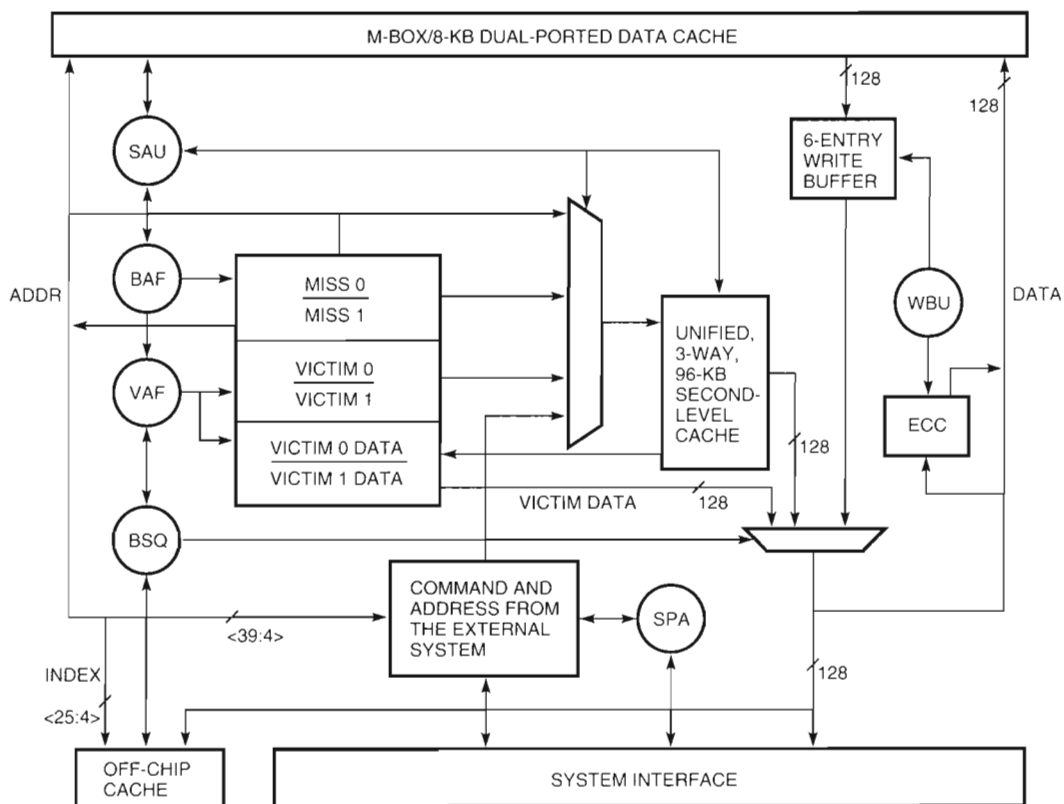 M-BOX/8-KB DUAL-PORTED DATA CACHE
128
128
SAU
6-ENTRY
WRITE
BUFFER
BAF
ADDR
MISS 0
MISS 1
WBU
DATA
UNIFIED,
3-WAY,
96-KB
SECOND-
LEVEL
CACHE
VAF
VICTIM 0
VICTIM 1
ECC
VICTIM 0 DATA
VICTIM 1 DATA
128
VICTIM DATA
128
BSQ
COMMAND AND
ADDRESS FROM
THE EXTERNAL
SYSTEM
SPA
<39:4>
INDEX
128
<25:4>
OFF-CHIP
CACHE
SYSTEM INTERFACE